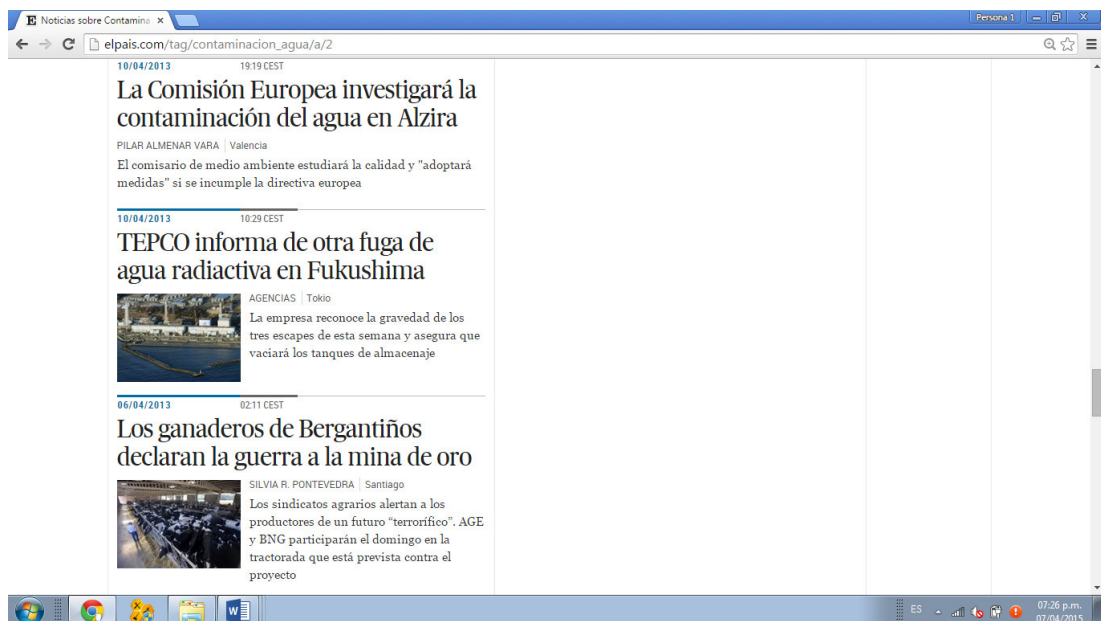 Noticias sobre Contamina
Persona 1
elpais.com/tag/contaminacion_agua/a/2
10/04/2013 19:19 CEST
La Comisión Europea investigará la
contaminación del agua en Alzira
PILAR ALMENAR VARA | Valencia
El comisario de medio ambiente estudiará la calidad y "adoptará
medidas" si se incumple la directiva europea
10/04/2013 10:29 CEST
TEPCO informa de otra fuga de
agua radiactiva en Fukushima
AGENCIAS | Tokio
La empresa reconoce la gravedad de los
tres escapes de esta semana y asegura que
vaciará los tanques de almacenaje
06/04/2013 02:11 CEST
Los ganaderos de Bergantiños
declaran la guerra a la mina de oro
SILVIA R. PONTEVEDRA | Santiago
Los sindicatos agrarios alertan a los
productores de un futuro “terrorífico”. AGE
y BNG participarán el domingo en la
tractorada que está prevista contra el
proyecto
ES
07:26 p.m.
07/04/2015